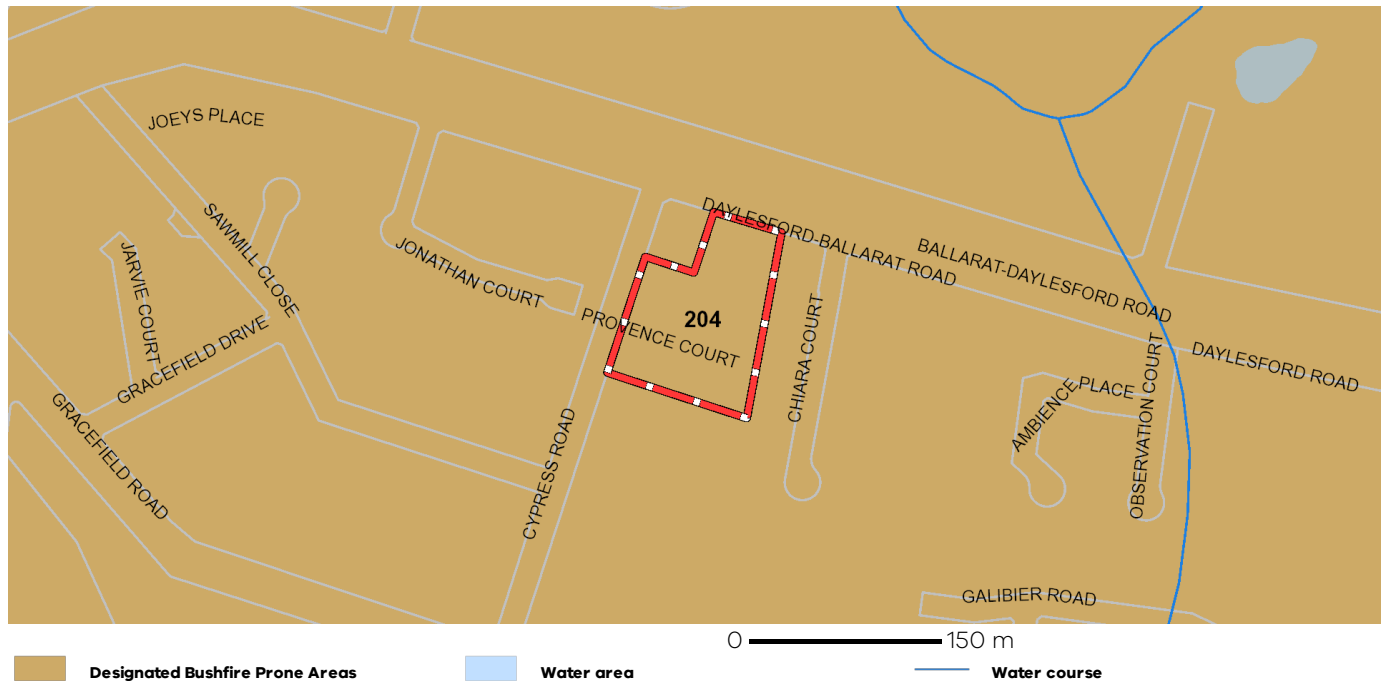 JOEYS PLACE
SAWMILL CLOSE
JARVIE COURT
JONATHAN COURT
GRACEFIELD DRIVE
GRACEFIELD ROAD
DAYLESFORD-BALLARAT ROAD
BALLARAT-DAYLESFORD ROAD
204
PROVENCE COURT
CHIARA COURT
DAYLESFORD ROAD
AMBIENCE PLACE
OBSERVATION COURT
CYPRESS ROAD
GALIBIER ROAD
0 150 m
Designated Bushfire Prone Areas
Water area
Water course